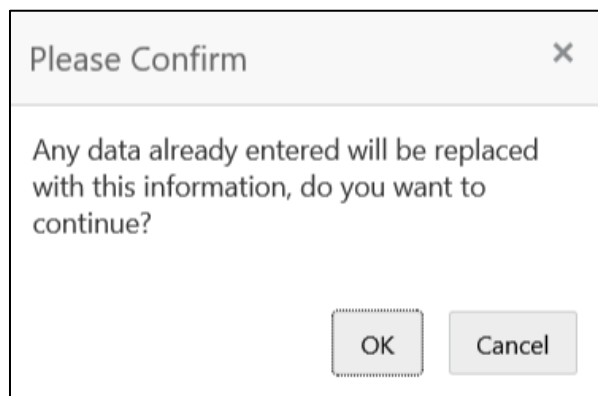 Please Confirm
Any data already entered will be replaced
with this information, do you want to
continue?
OK
Cancel